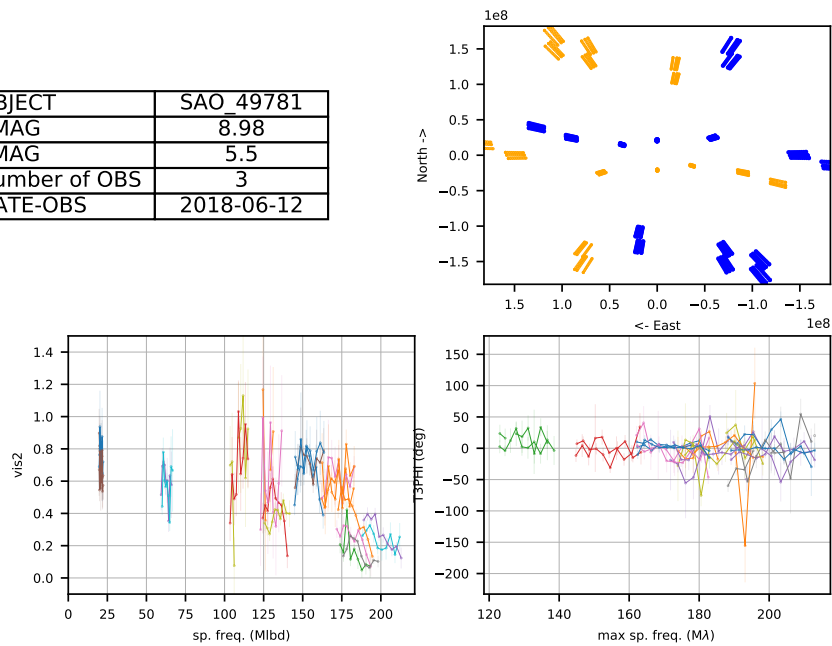 BJECT SAO_49781
MAG 8.98
MAG 5.5
umber of OBS 3
ATE-OBS 2018-06-12
1e8
1.5
1.0
0.5
0.0
−0.5
−1.0
−1.5
North ->
1.5 1.0 0.5 0.0 −0.5 −1.0 −1.5
1e8
<- East
1.4
1.2
1.0
0.8
0.6
0.4
0.2
0.0
vis2
0 25 50 75 100 125 150 175 200
sp. freq. (Mlbd)
150
100
50
0
−50
−100
−150
−200
T3PHI (deg)
120 140 160 180 200
max sp. freq. (Mλ)